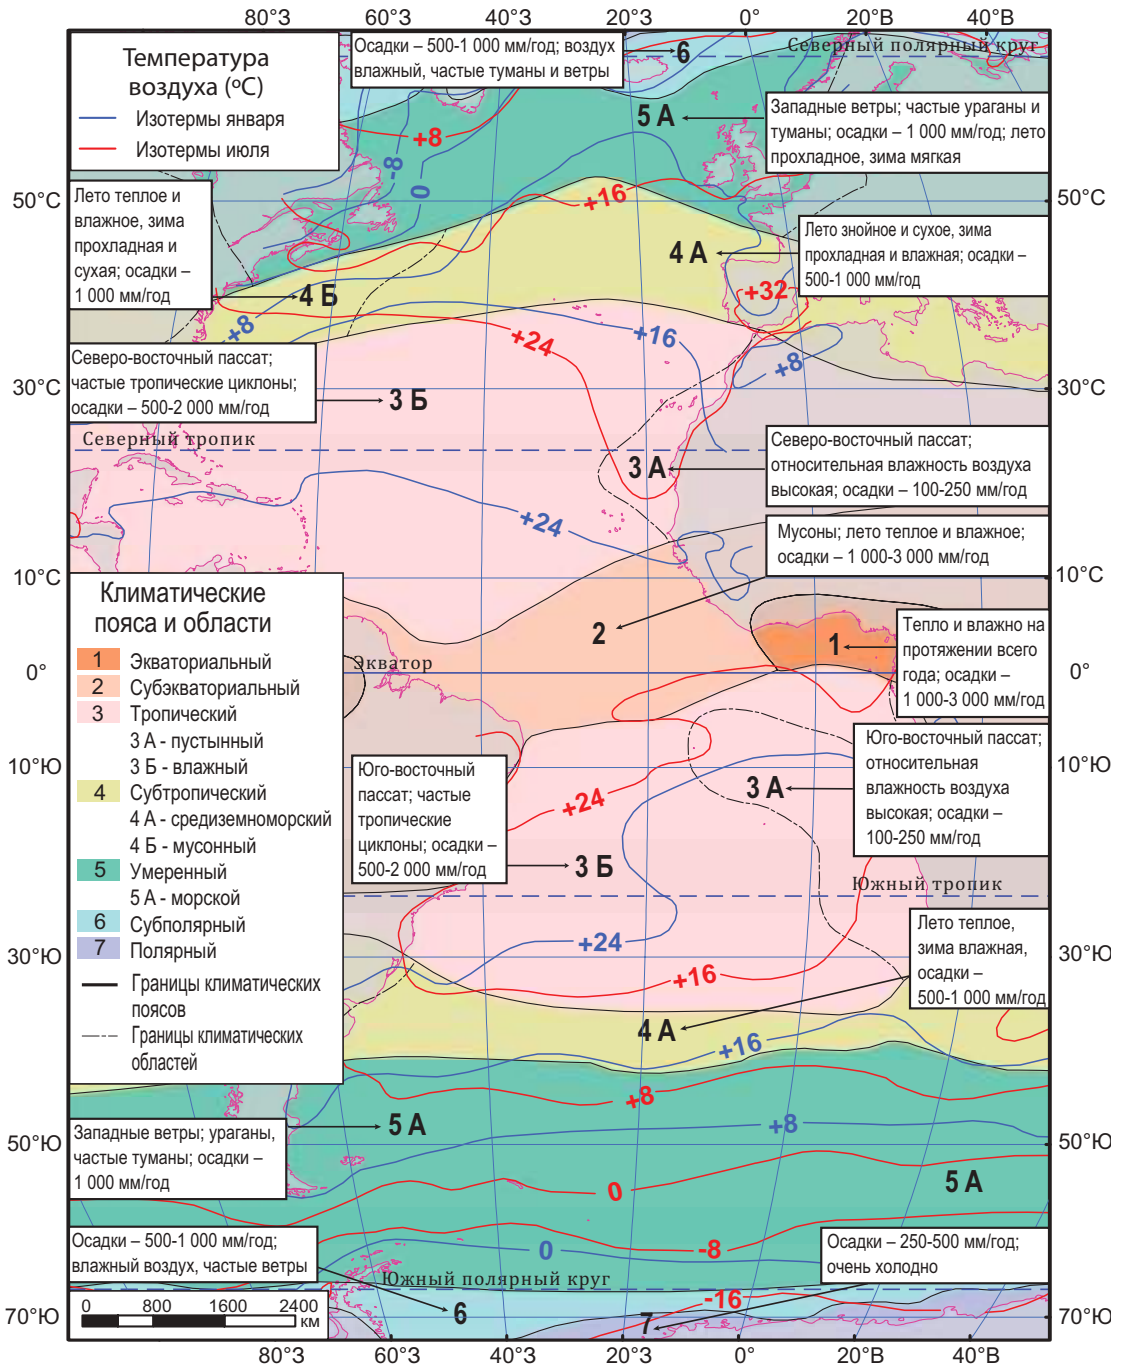 80°З 60°З 40°З 20°З 0° 20°В 40°В
Температура
воздуха (ºС)
Изотермы января
Изотермы июля
Осадки – 500-1 000 мм/год; воздух
влажный, частые туманы и ветры
6
Северный полярный круг
5 А
Западные ветры; частые ураганы и
туманы; осадки – 1 000 мм/год; лето
прохладное, зима мягкая
+8
-8
0
+16
50°С
50°С
Лето теплое и
влажное, зима
прохладная и
сухая; осадки –
1 000 мм/год
4 Б
4 А
Лето знойное и сухое, зима
прохладная и влажная; осадки –
500-1 000 мм/год
+32
+8
+24
+16
+8
Северо-восточный пассат;
частые тропические циклоны;
осадки – 500-2 000 мм/год
3 Б
30°С
30°С
Северный тропик
3 А
Северо-восточный пассат;
относительная влажность воздуха
высокая; осадки – 100-250 мм/год
+24
Мусоны; лето теплое и влажное;
осадки – 1 000-3 000 мм/год
10°С
10°С
2
1
Тепло и влажно на
протяжении всего
года; осадки –
1 000-3 000 мм/год
Экватор
0°
0°
Климатические
пояса и области
1 Экваториальный
2 Субэкваториальный
3 Тропический
3 А - пустынный
3 Б - влажный
4 Субтропический
4 А - средиземноморский
4 Б - мусонный
5 Умеренный
5 А - морской
6 Субполярный
7 Полярный
Границы климатических
поясов
Границы климатических
областей
10°Ю
10°Ю
Юго-восточный
пассат; частые
тропические
циклоны; осадки –
500-2 000 мм/год
+24
3 Б
3 А
Юго-восточный пассат;
относительная
влажность воздуха
высокая; осадки –
100-250 мм/год
Южный тропик
+24
+16
30°Ю
30°Ю
Лето теплое,
зима влажная,
осадки –
500-1 000 мм/год
4 А
+16
+8
+8
5 А
50°Ю
50°Ю
Западные ветры; ураганы,
частые туманы; осадки –
1 000 мм/год
5 А
0
0
-8
Осадки – 500-1 000 мм/год;
влажный воздух, частые ветры
Осадки – 250-500 мм/год;
очень холодно
Южный полярный круг
-16
6
7
0 800 1600 2400
км
70°Ю
70°Ю
80°З 60°З 40°З 20°З 0° 20°В 40°В